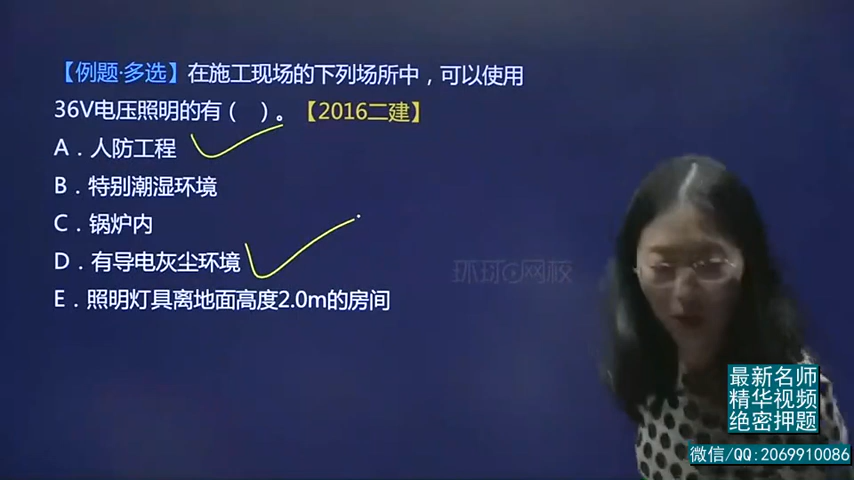 【例题·多选】在施工现场的下列场所中，可以使用
36V电压照明的有（ ）。【2016二建】
A．人防工程
B．特别潮湿环境
C．锅炉内
D．有导电灰尘环境
E．照明灯具离地面高度2.0m的房间
环球网校
最新名师
精华视频
绝密押题
微信/QQ:2069910086